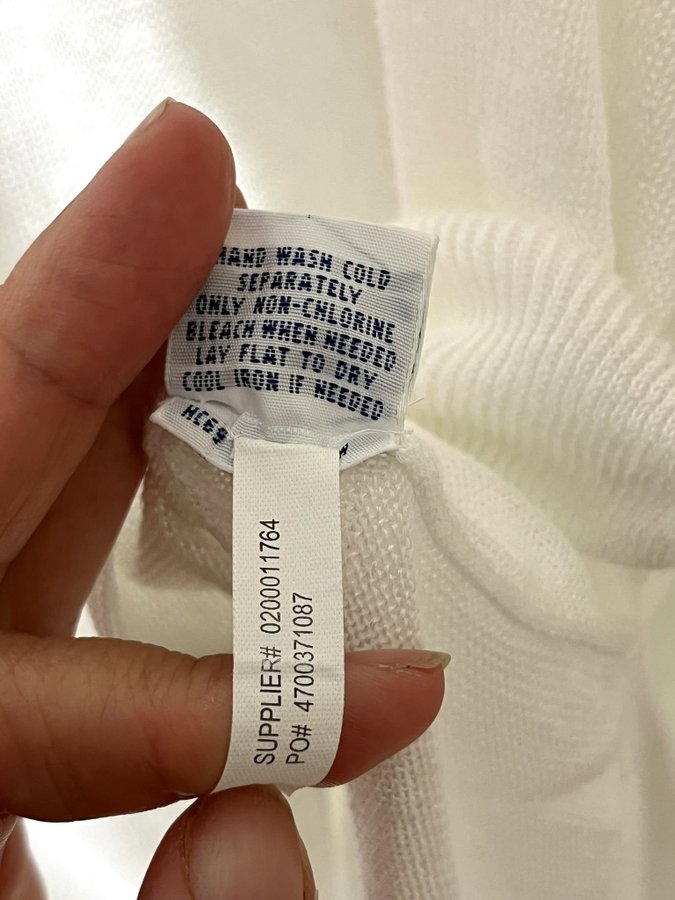 HAND WASH COLD
SEPARATELY
ONLY NON-CHLORINE
BLEACH WHEN NEEDED
LAY FLAT TO DRY
COOL IRON IF NEEDED
SUPPLIER# 0200011764
PO# 4700371087